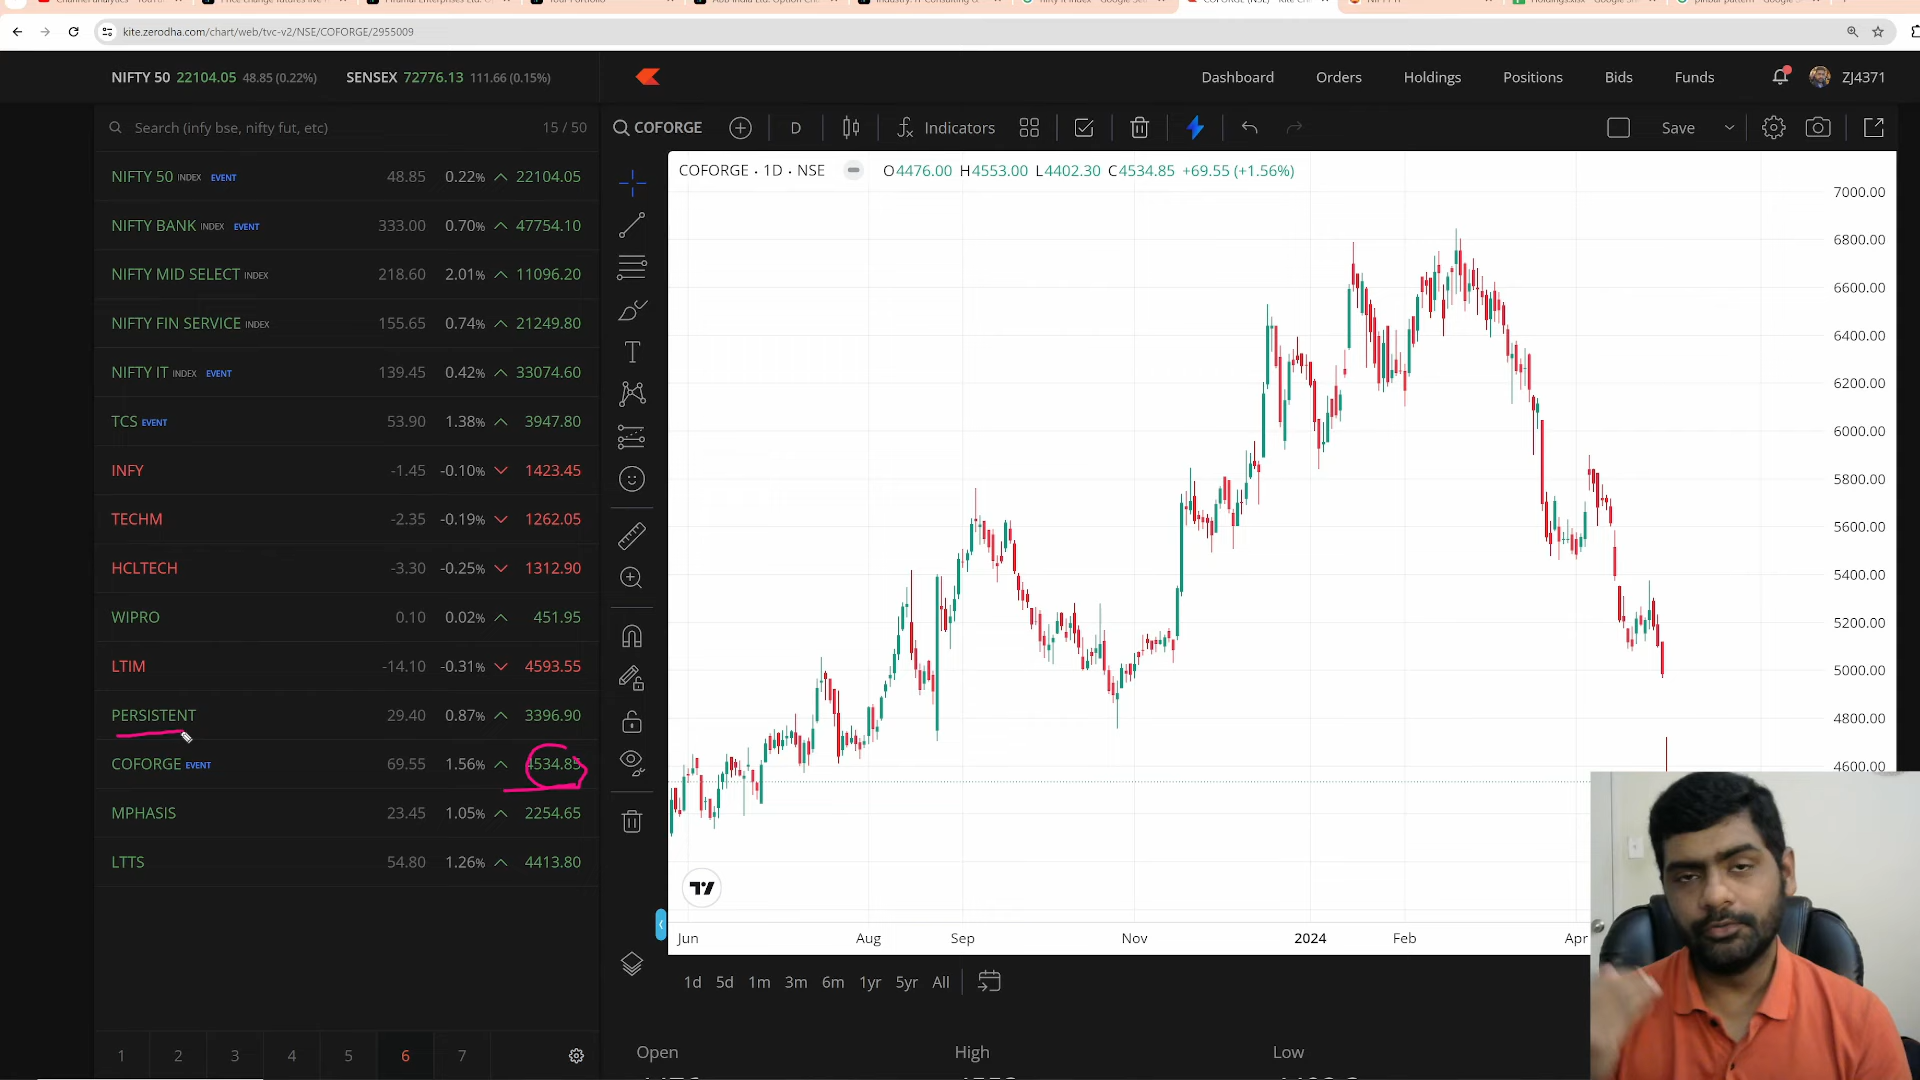 kite.zerodha.com/chart/web/tvc-v2/NSE/COFORGE/2955009
NIFTY 50 22104.05 48.85 (0.22%) SENSEX 72776.13 111.66 (0.15%)
Dashboard Orders Holdings Positions Bids Funds ZJ4371
Search (infy bse, nifty fut, etc) 15 / 50
COFORGE D Indicators Save
COFORGE · 1D · NSE O4476.00 H4553.00 L4402.30 C4534.85 +69.55 (+1.56%)
NIFTY 50 INDEX EVENT 48.85 0.22% 22104.05
NIFTY BANK INDEX EVENT 333.00 0.70% 47754.10
NIFTY MID SELECT INDEX 218.60 2.01% 11096.20
NIFTY FIN SERVICE INDEX 155.65 0.74% 21249.80
NIFTY IT INDEX EVENT 139.45 0.42% 33074.60
TCS EVENT 53.90 1.38% 3947.80
INFY -1.45 -0.10% 1423.45
TECHM -2.35 -0.19% 1262.05
HCLTECH -3.30 -0.25% 1312.90
WIPRO 0.10 0.02% 451.95
LTIM -14.10 -0.31% 4593.55
PERSISTENT 29.40 0.87% 3396.90
COFORGE EVENT 69.55 1.56% 4534.85
MPHASIS 23.45 1.05% 2254.65
LTTS 54.80 1.26% 4413.80
7000.00
6800.00
6600.00
6400.00
6200.00
6000.00
5800.00
5600.00
5400.00
5200.00
5000.00
4800.00
4600.00
Jun Aug Sep Nov 2024 Feb Apr
1d 5d 1m 3m 6m 1yr 5yr All
1 2 3 4 5 6 7
Open High Low